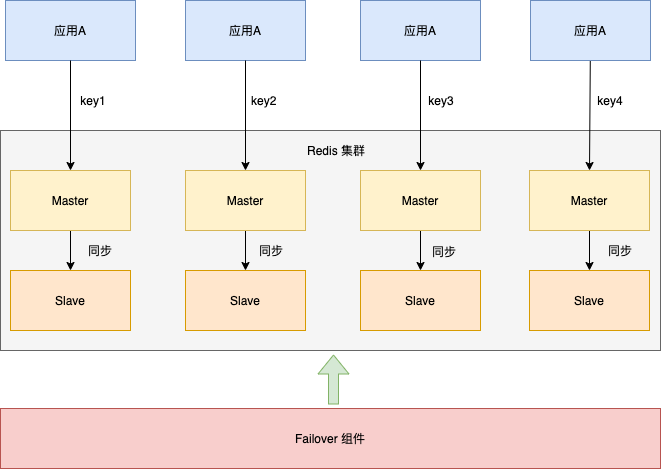 应用A
应用A
应用A
应用A
key1
key2
key3
key4
Redis 集群
Master
Master
Master
Master
同步
同步
同步
同步
Slave
Slave
Slave
Slave
Failover 组件